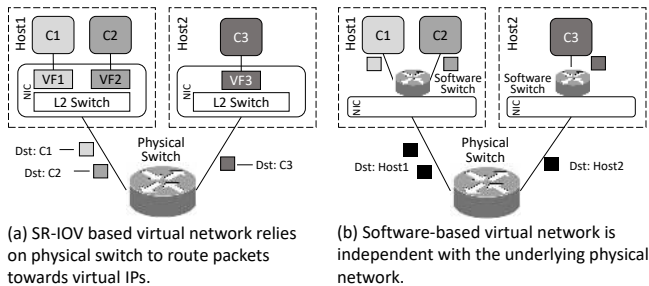 Host1
C1
C2
VF1
VF2
NIC
L2 Switch
Host2
C3
VF3
NIC
L2 Switch
Dst: C1
Dst: C2
Physical
Switch
Dst: C3
(a) SR-IOV based virtual network relies
on physical switch to route packets
towards virtual IPs.
Host1
C1
C2
Software
Switch
NIC
Host2
C3
Software
Switch
NIC
Dst: Host1
Physical
Switch
Dst: Host2
(b) Software-based virtual network is
independent with the underlying physical
network.